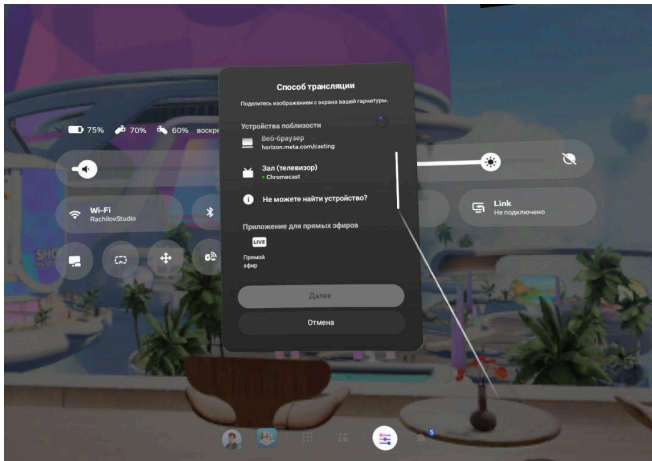 Способ трансляции
Поделитесь изображением с экрана вашей гарнитуры.
75% 70% 60% воскре
Устройства поблизости
Веб-браузер
horizon.meta.com/casting
Зал (телевизор)
Chromecast
Не можете найти устройство?
Wi-Fi
RachilovStudio
Link
Не подключено
Приложение для прямых эфиров
LIVE
Прямой
эфир
Далее
Отмена
5